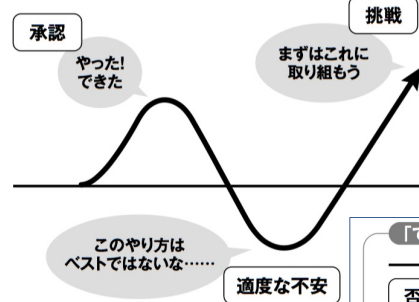 承認
挑戦
やった!
できた
まずはこれに
取り組もう
このやり方は
ベストではないな……
適度な不安